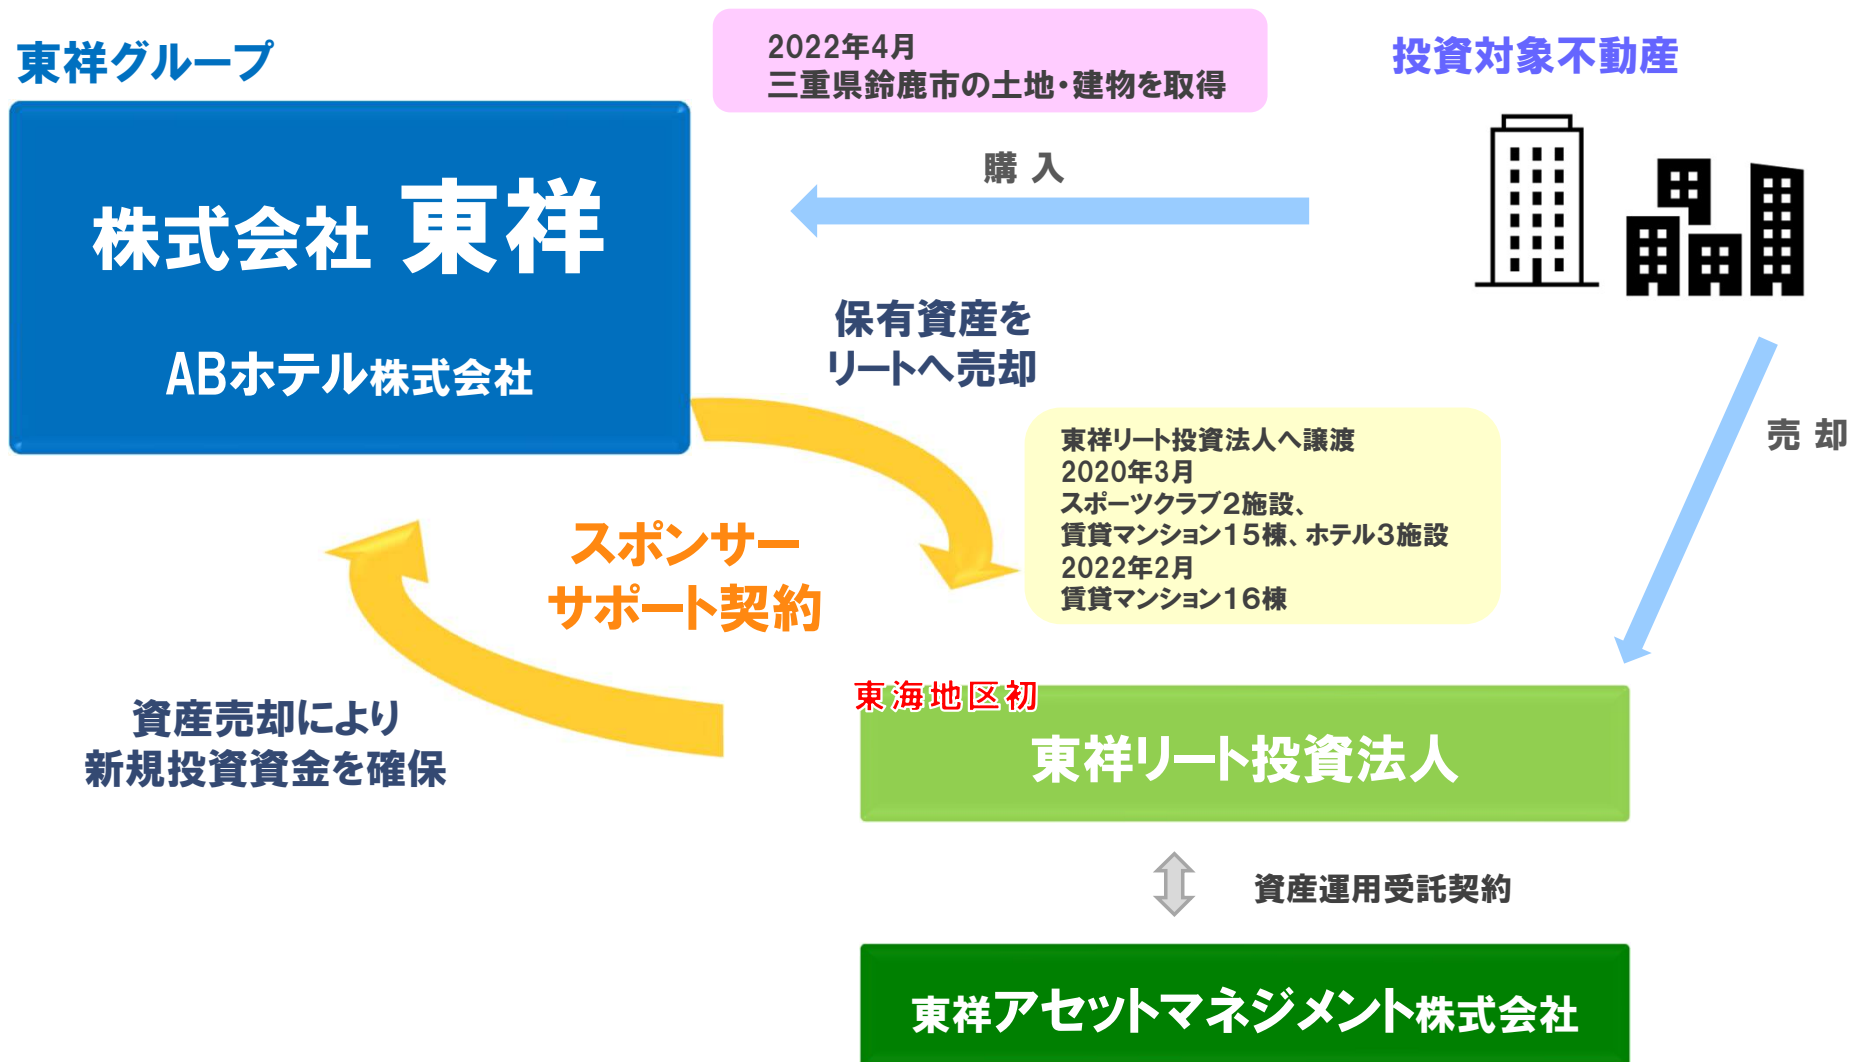 東祥グループ
株式会社 東祥
ABホテル株式会社
2022年4月
三重県鈴鹿市の土地・建物を取得
投資対象不動産
購 入
保有資産を
リートへ売却
売 却
東祥リート投資法人へ譲渡
2020年3月
スポーツクラブ2施設、
賃貸マンション15棟、ホテル3施設
2022年2月
賃貸マンション16棟
スポンサー
サポート契約
資産売却により
新規投資資金を確保
東海地区初
東祥リート投資法人
資産運用受託契約
東祥アセットマネジメント株式会社